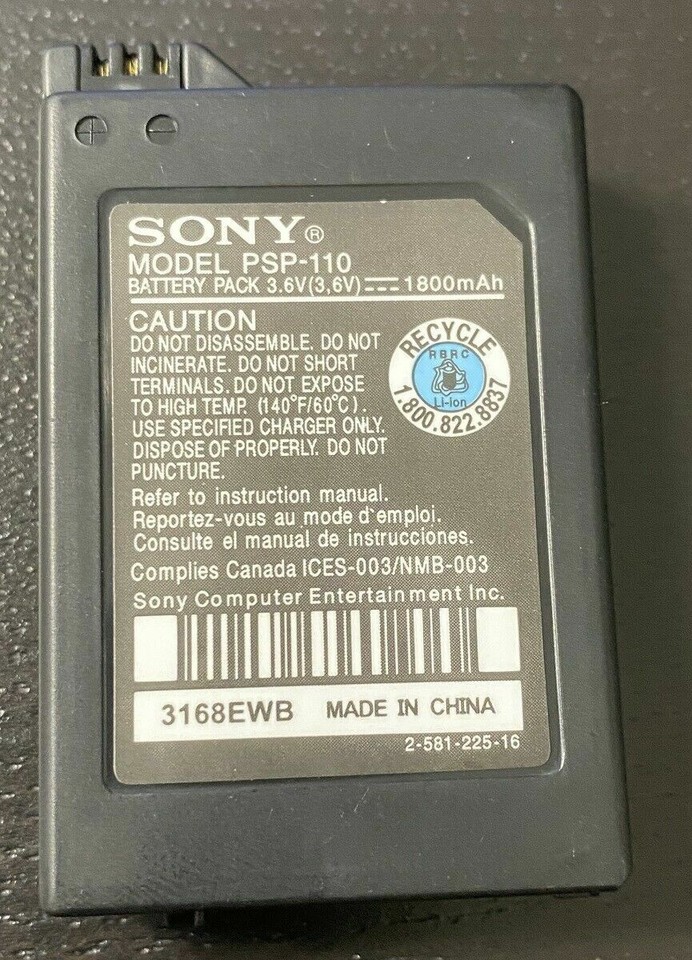 SONY®
MODEL PSP-110
BATTERY PACK 3.6V(3,6V) ⎓ 1800mAh
CAUTION
DO NOT DISASSEMBLE. DO NOT
INCINERATE. DO NOT SHORT
TERMINALS. DO NOT EXPOSE
TO HIGH TEMP. (140°F/60°C).
USE SPECIFIED CHARGER ONLY.
DISPOSE OF PROPERLY. DO NOT
PUNCTURE.
RECYCLE
RBRC
Li-ion
1.800.822.8837
Refer to instruction manual.
Reportez-vous au mode d'emploi.
Consulte el manual de instrucciones.
Complies Canada ICES-003/NMB-003
Sony Computer Entertainment Inc.
3168EWB MADE IN CHINA
2-581-225-16